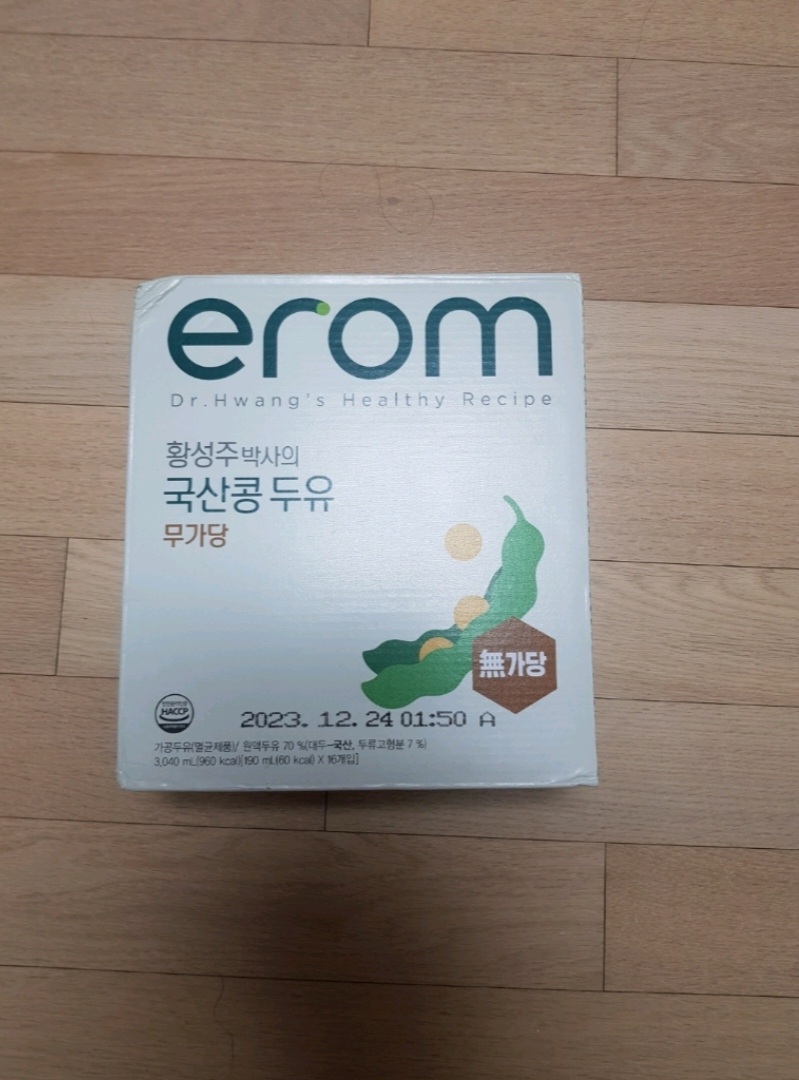 erom
Dr.Hwang's Healthy Recipe
황성주 박사의
국산콩 두유
무가당
無가당
HACCP
2023. 12. 24 01:50 A
가공두유(멸균제품)/ 원액두유 70 %(대두-국산, 두류고형분 7 %)
3,040 mL(960 kcal)[190 mL(60 kcal) X 16개입]